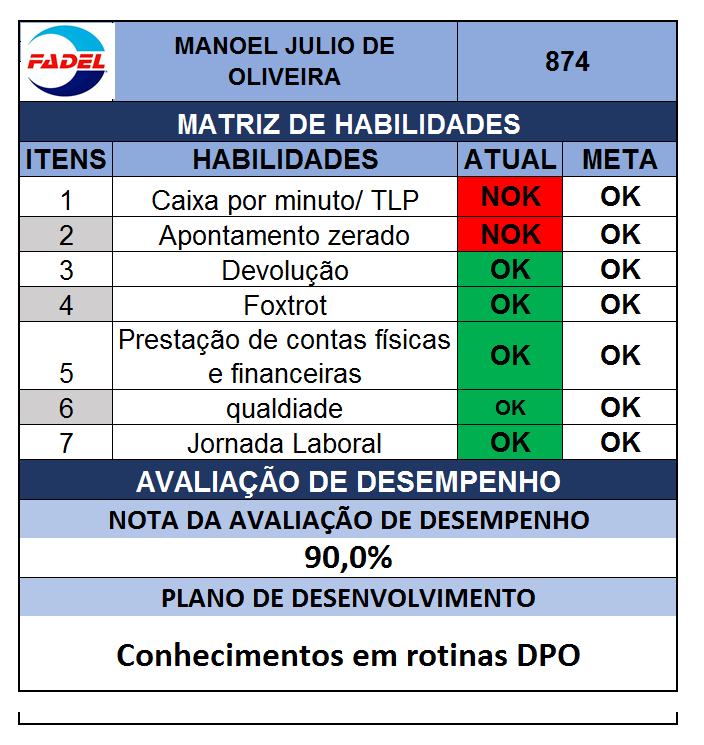 FADEL
MANOEL JULIO DE
OLIVEIRA
874
MATRIZ DE HABILIDADES
ITENS HABILIDADES ATUAL META
1 Caixa por minuto/ TLP NOK OK
2 Apontamento zerado NOK OK
3 Devolução OK OK
4 Foxtrot OK OK
5 Prestação de contas físicas
e financeiras OK OK
6 qualdiade OK OK
7 Jornada Laboral OK OK
AVALIAÇÃO DE DESEMPENHO
NOTA DA AVALIAÇÃO DE DESEMPENHO
90,0%
PLANO DE DESENVOLVIMENTO
Conhecimentos em rotinas DPO